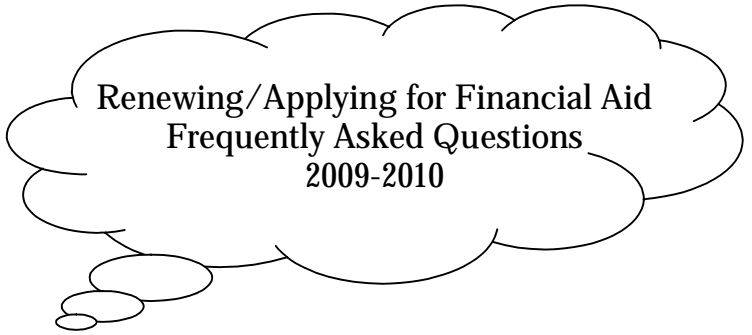 Renewing/Applying for Financial Aid
Frequently Asked Questions
2009-2010